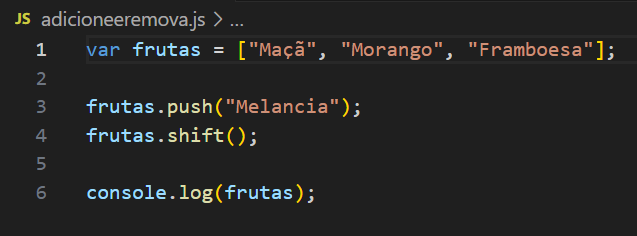 JS adicioneeremova.js > ...
1 var frutas = ["Maçã", "Morango", "Framboesa"];
2
3 frutas.push("Melancia");
4 frutas.shift();
5
6 console.log(frutas);